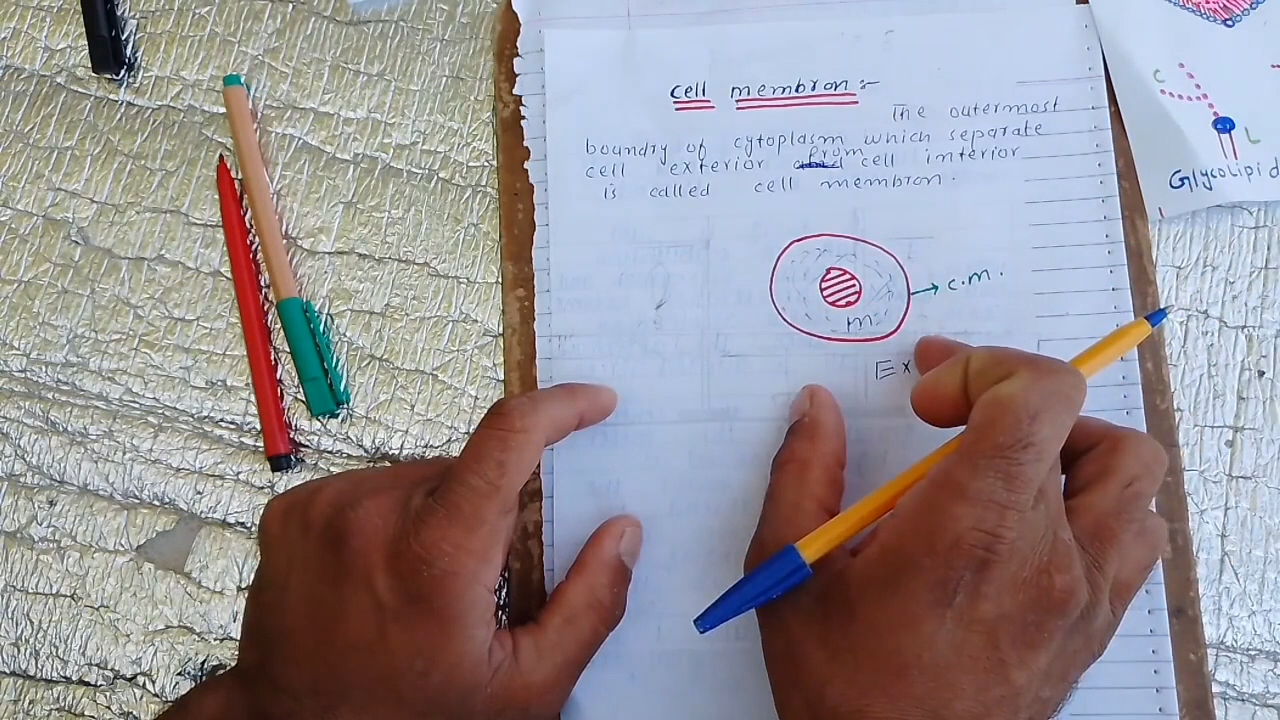 cell membron:-
The outermost
boundry of cytoplasm which separate
cell exterior from cell interior
is called cell membron.
c.m.
m
Ex
C
L
Glycolipid